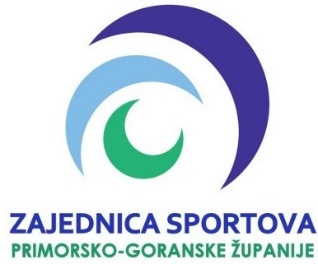 ZAJEDNICA SPORTOVA
PRIMORSKO-GORANSKE ŽUPANIJE